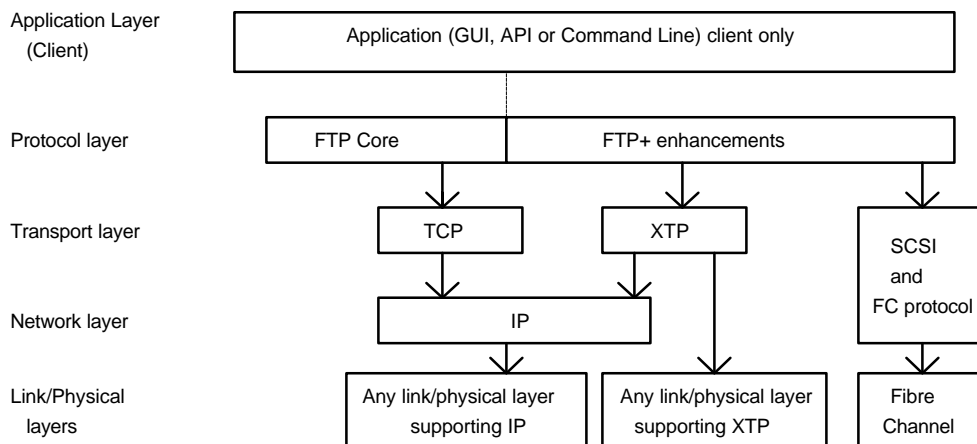 Application Layer
(Client)
Application (GUI, API or Command Line) client only
Protocol layer
FTP Core
FTP+ enhancements
Transport layer
TCP
XTP
SCSI
and
FC protocol
Network layer
IP
Link/Physical
layers
Any link/physical layer
supporting IP
Any link/physical layer
supporting XTP
Fibre
Channel